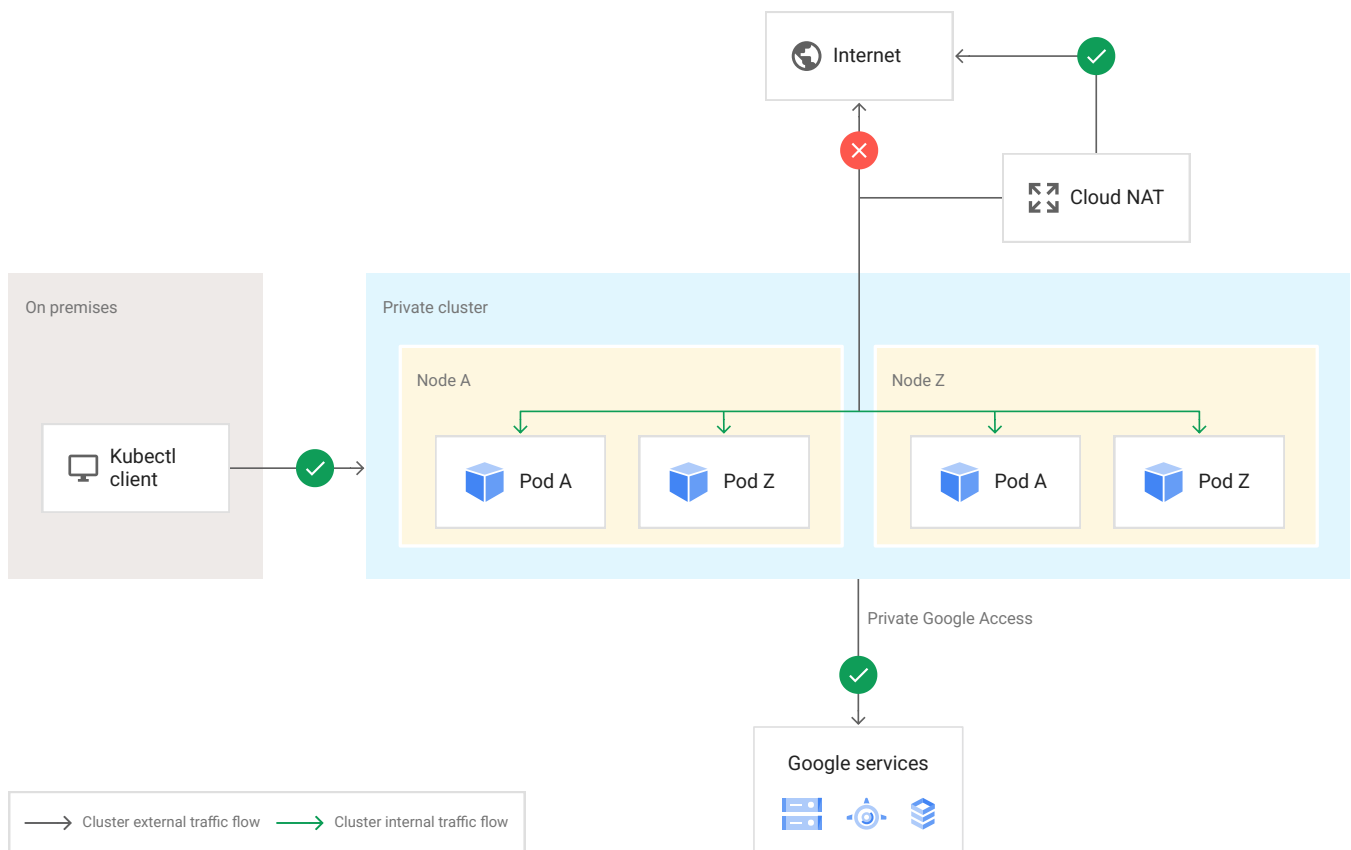 Internet
Cloud NAT
On premises
Private cluster
Node A
Node Z
Kubectl
client
Pod A
Pod Z
Pod A
Pod Z
Private Google Access
Google services
Cluster external traffic flow
Cluster internal traffic flow